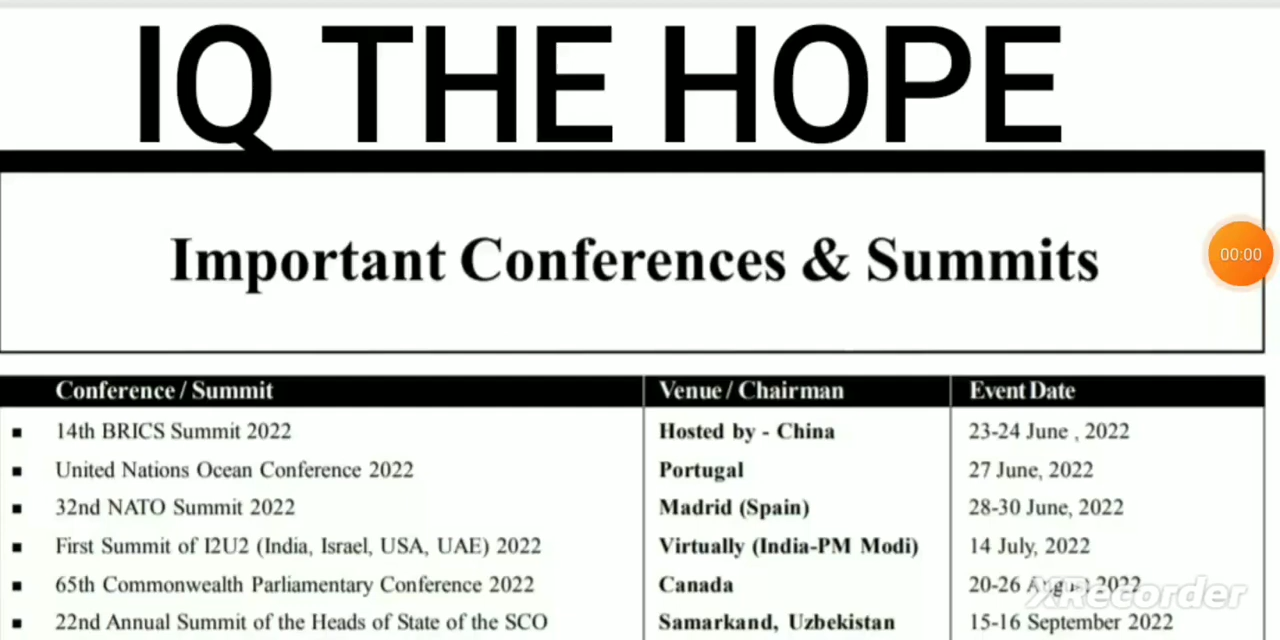 IQ THE HOPE
Important Conferences & Summits
00:00
Conference / Summit Venue / Chairman Event Date
▪ 14th BRICS Summit 2022 Hosted by - China 23-24 June , 2022
▪ United Nations Ocean Conference 2022 Portugal 27 June, 2022
▪ 32nd NATO Summit 2022 Madrid (Spain) 28-30 June, 2022
▪ First Summit of I2U2 (India, Israel, USA, UAE) 2022 Virtually (India-PM Modi) 14 July, 2022
▪ 65th Commonwealth Parliamentary Conference 2022 Canada 20-26 August 2022
XRecorder
▪ 22nd Annual Summit of the Heads of State of the SCO Samarkand, Uzbekistan 15-16 September 2022